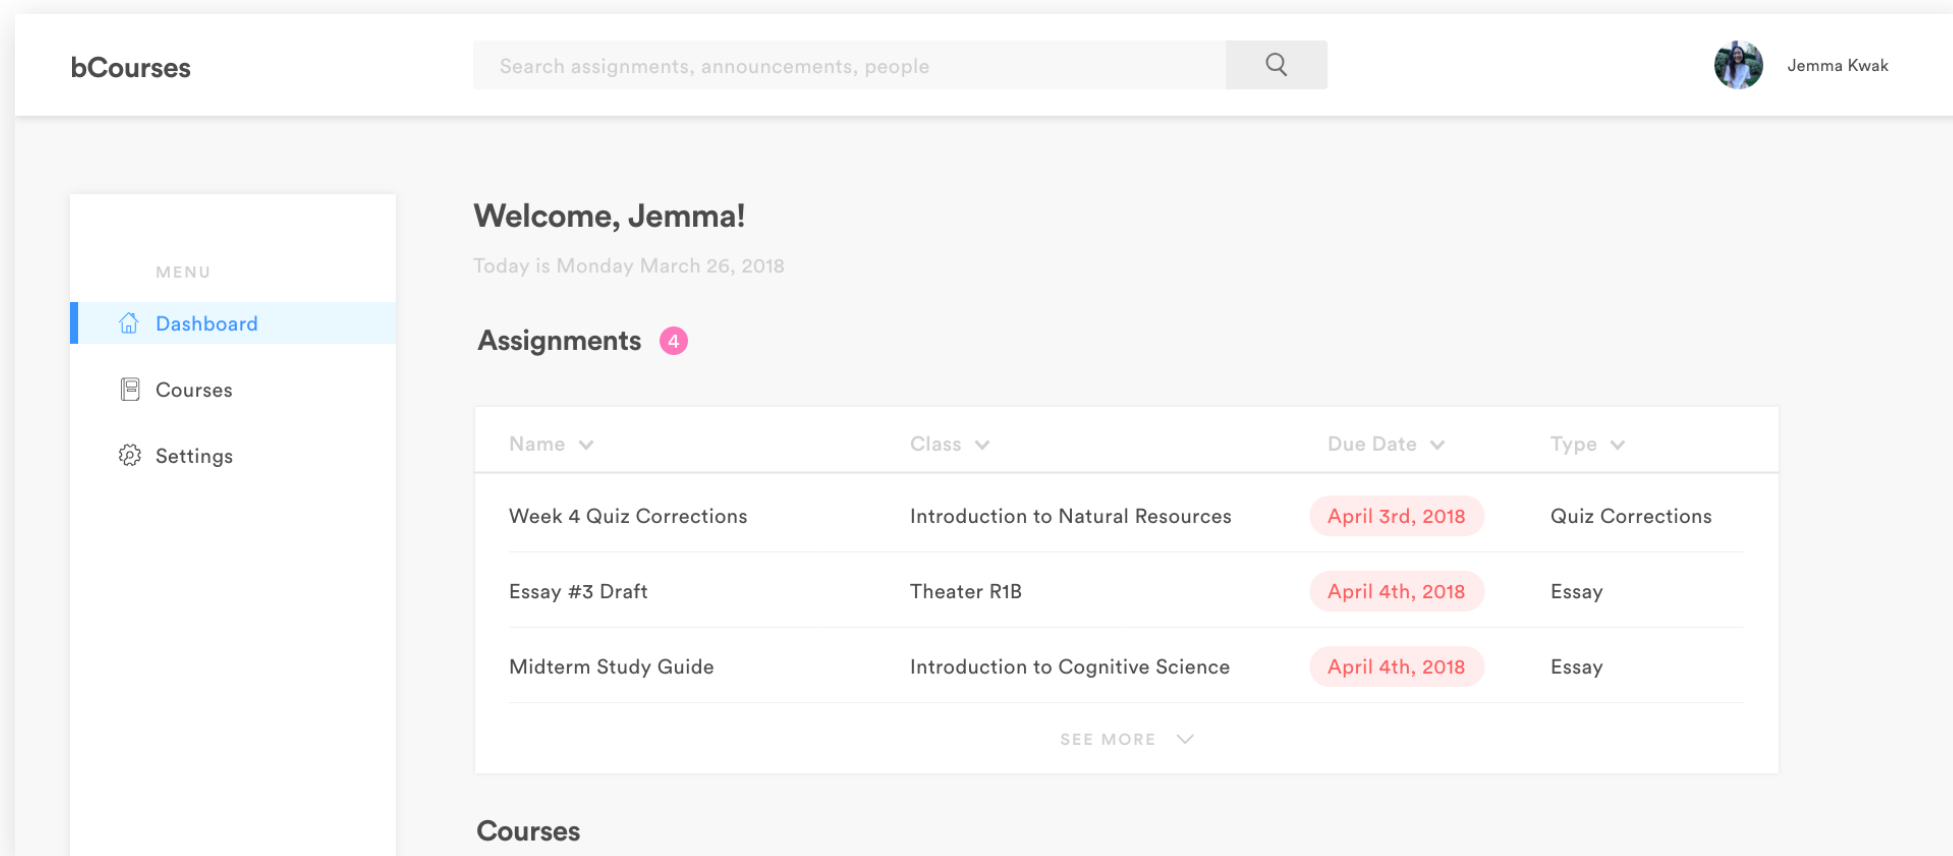 bCourses
Search assignments, announcements, people
Jemma Kwak
MENU
Dashboard
Courses
Settings
Welcome, Jemma!
Today is Monday March 26, 2018
Assignments 4
Name Class Due Date Type
Week 4 Quiz Corrections Introduction to Natural Resources April 3rd, 2018 Quiz Corrections
Essay #3 Draft Theater R1B April 4th, 2018 Essay
Midterm Study Guide Introduction to Cognitive Science April 4th, 2018 Essay
SEE MORE
Courses